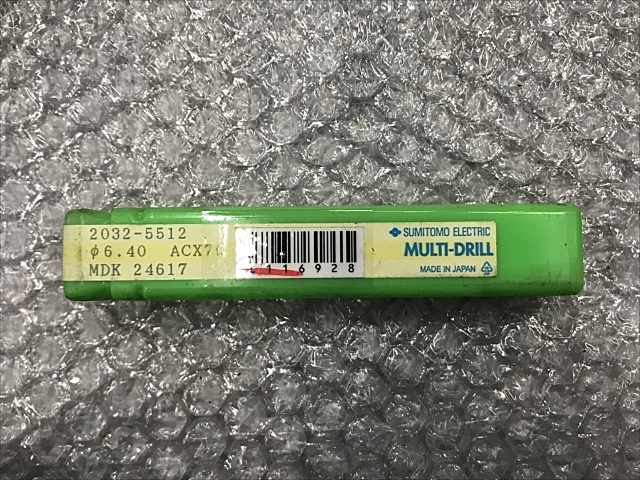 2032-5512
φ6.40 ACX70
MDK 24617
116928
SUMITOMO ELECTRIC
MULTI-DRILL
MADE IN JAPAN